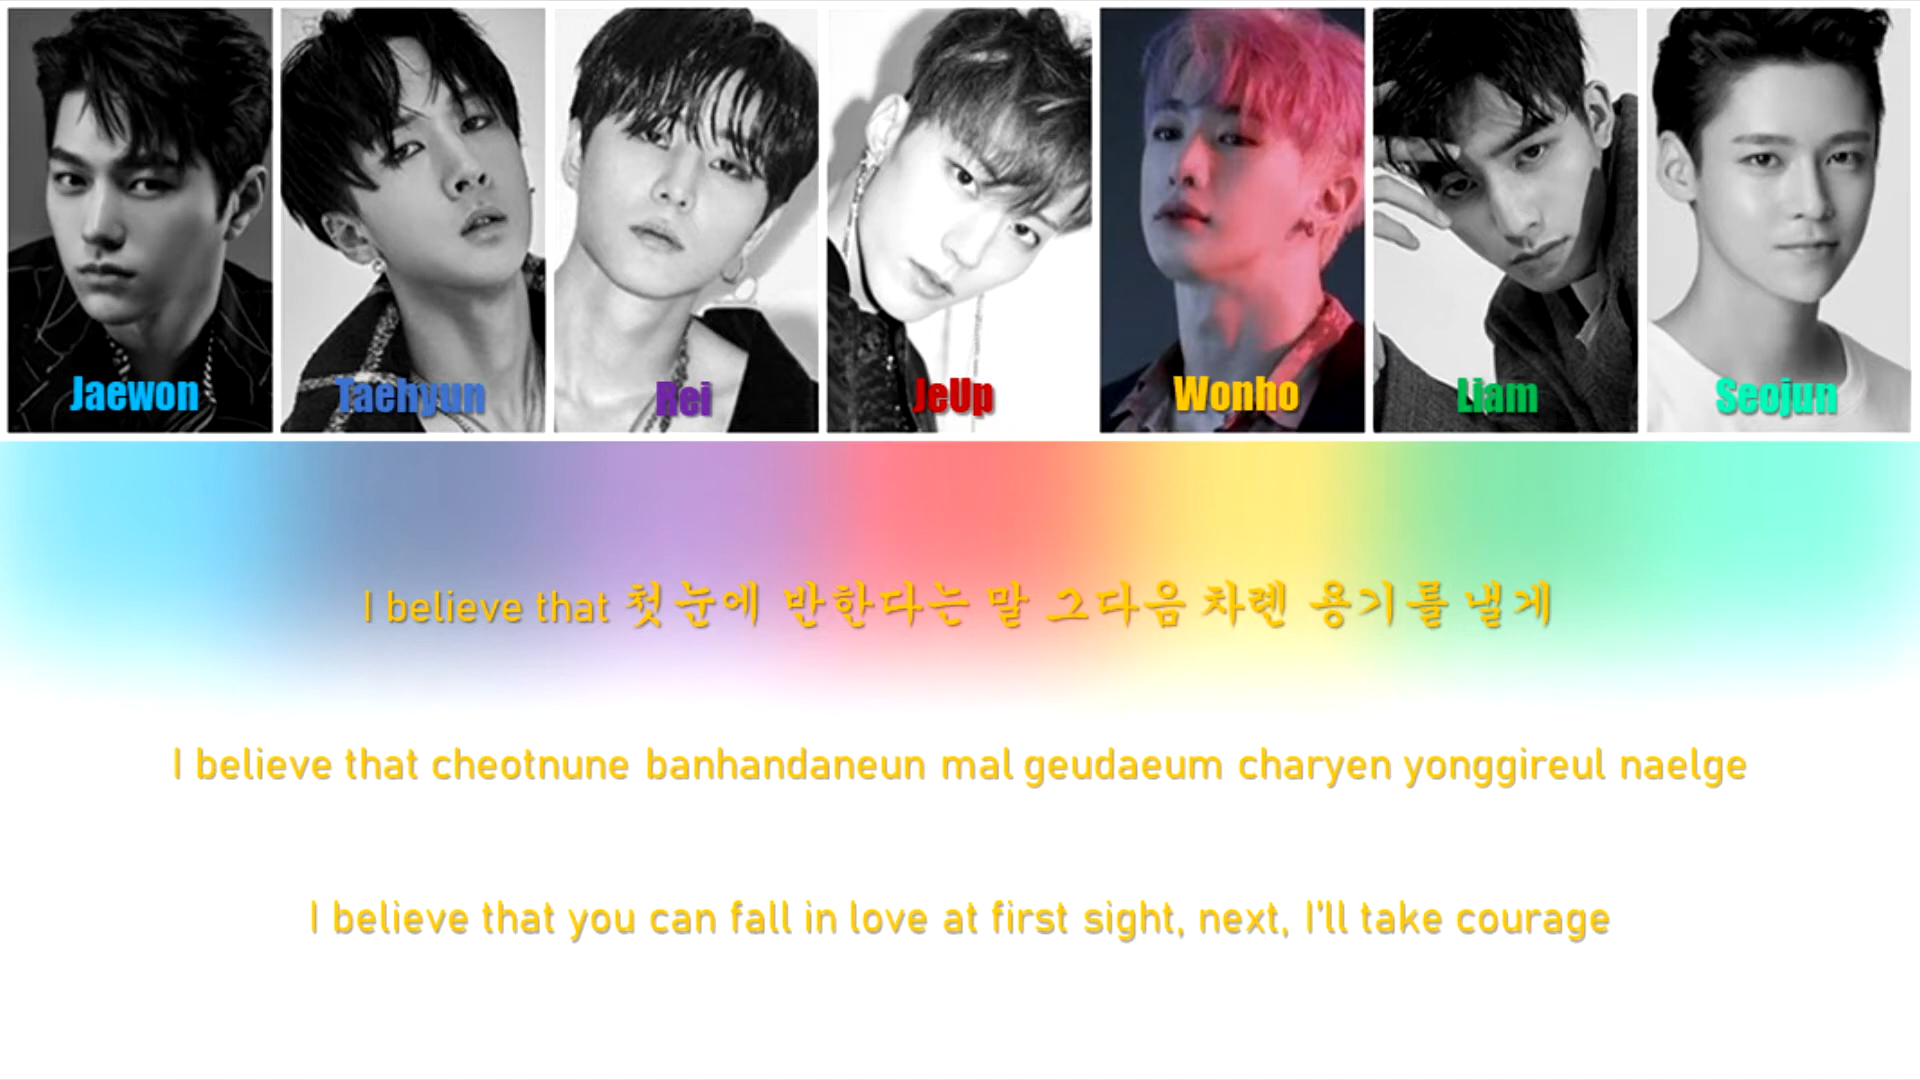 Jaewon Taehyun Rei JeUp Wonho Liam Seojun
I believe that 첫 눈에 반한다는 말 그다음 차롄 용기를 낼게
I believe that cheotnune banhandaneun mal geudaeum charyen yonggireul naelge
I believe that you can fall in love at first sight, next, I'll take courage